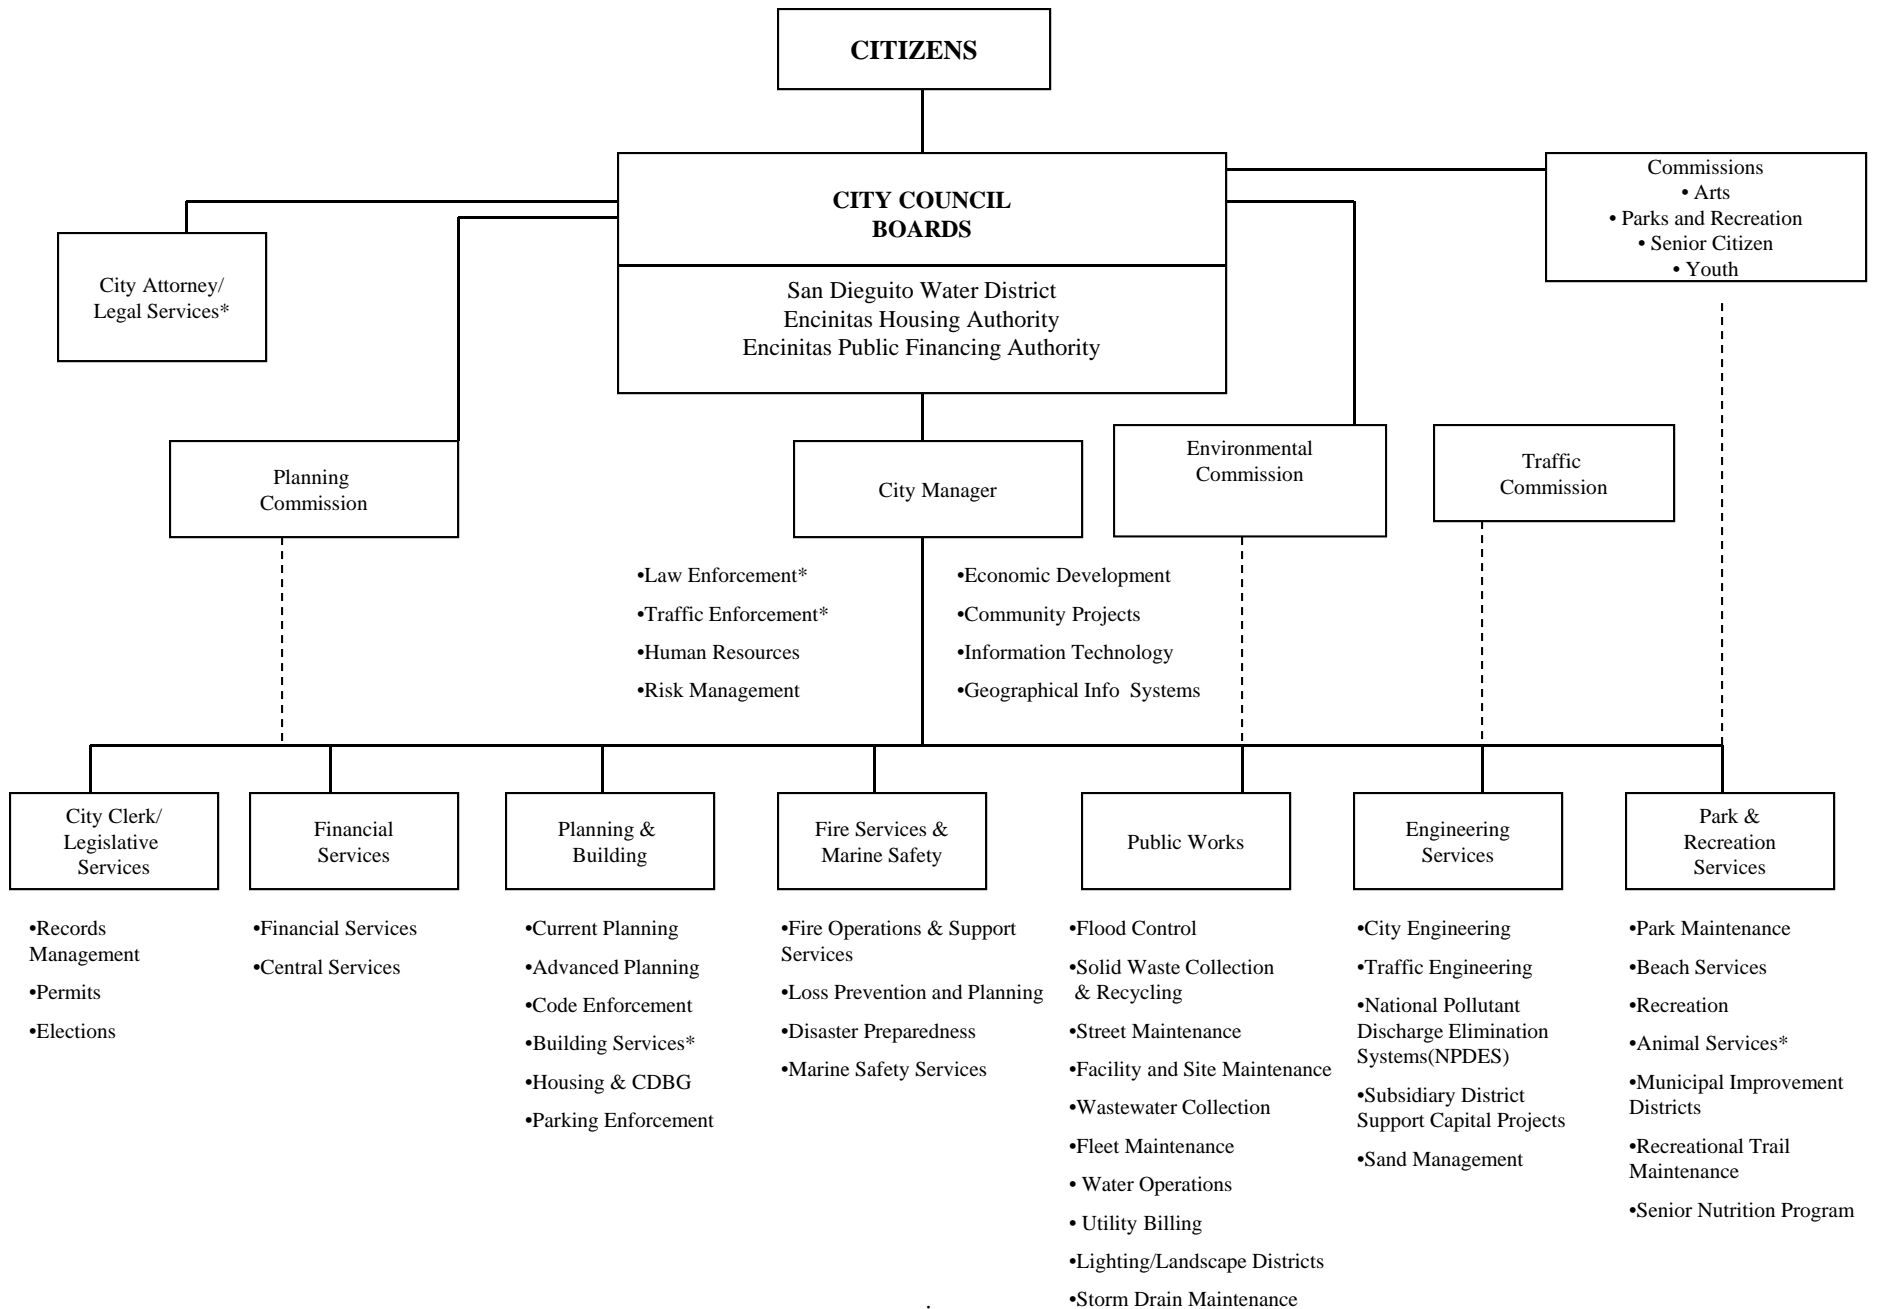 CITIZENS
CITY COUNCIL
BOARDS
San Dieguito Water District
Encinitas Housing Authority
Encinitas Public Financing Authority
Commissions
• Arts
• Parks and Recreation
• Senior Citizen
• Youth
City Attorney/
Legal Services*
Planning
Commission
City Manager
Environmental
Commission
Traffic
Commission
•Law Enforcement*
•Traffic Enforcement*
•Human Resources
•Risk Management
•Economic Development
•Community Projects
•Information Technology
•Geographical Info  Systems
City Clerk/
Legislative
Services
•Records
Management
•Permits
•Elections
Financial
Services
•Financial Services
•Central Services
Planning &
Building
•Current Planning
•Advanced Planning
•Code Enforcement
•Building Services*
•Housing & CDBG
•Parking Enforcement
Fire Services &
Marine Safety
•Fire Operations & Support
Services
•Loss Prevention and Planning
•Disaster Preparedness
•Marine Safety Services
Public Works
•Flood Control
•Solid Waste Collection
& Recycling
•Street Maintenance
•Facility and Site Maintenance
•Wastewater Collection
•Fleet Maintenance
• Water Operations
• Utility Billing
•Lighting/Landscape Districts
•Storm Drain Maintenance
Engineering
Services
•City Engineering
•Traffic Engineering
•National Pollutant
Discharge Elimination
Systems(NPDES)
•Subsidiary District
Support Capital Projects
•Sand Management
Park &
Recreation
Services
•Park Maintenance
•Beach Services
•Recreation
•Animal Services*
•Municipal Improvement
Districts
•Recreational Trail
Maintenance
•Senior Nutrition Program
.